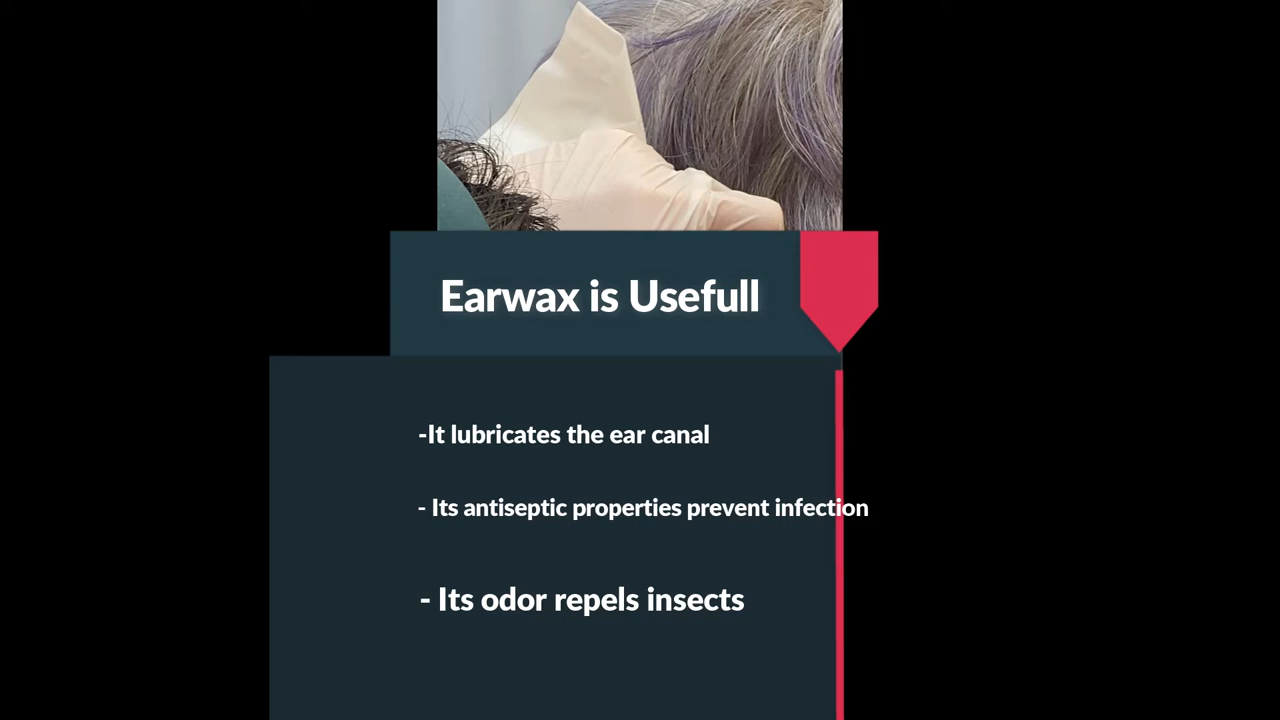 Earwax is Usefull
-It lubricates the ear canal
- Its antiseptic properties prevent infection
- Its odor repels insects